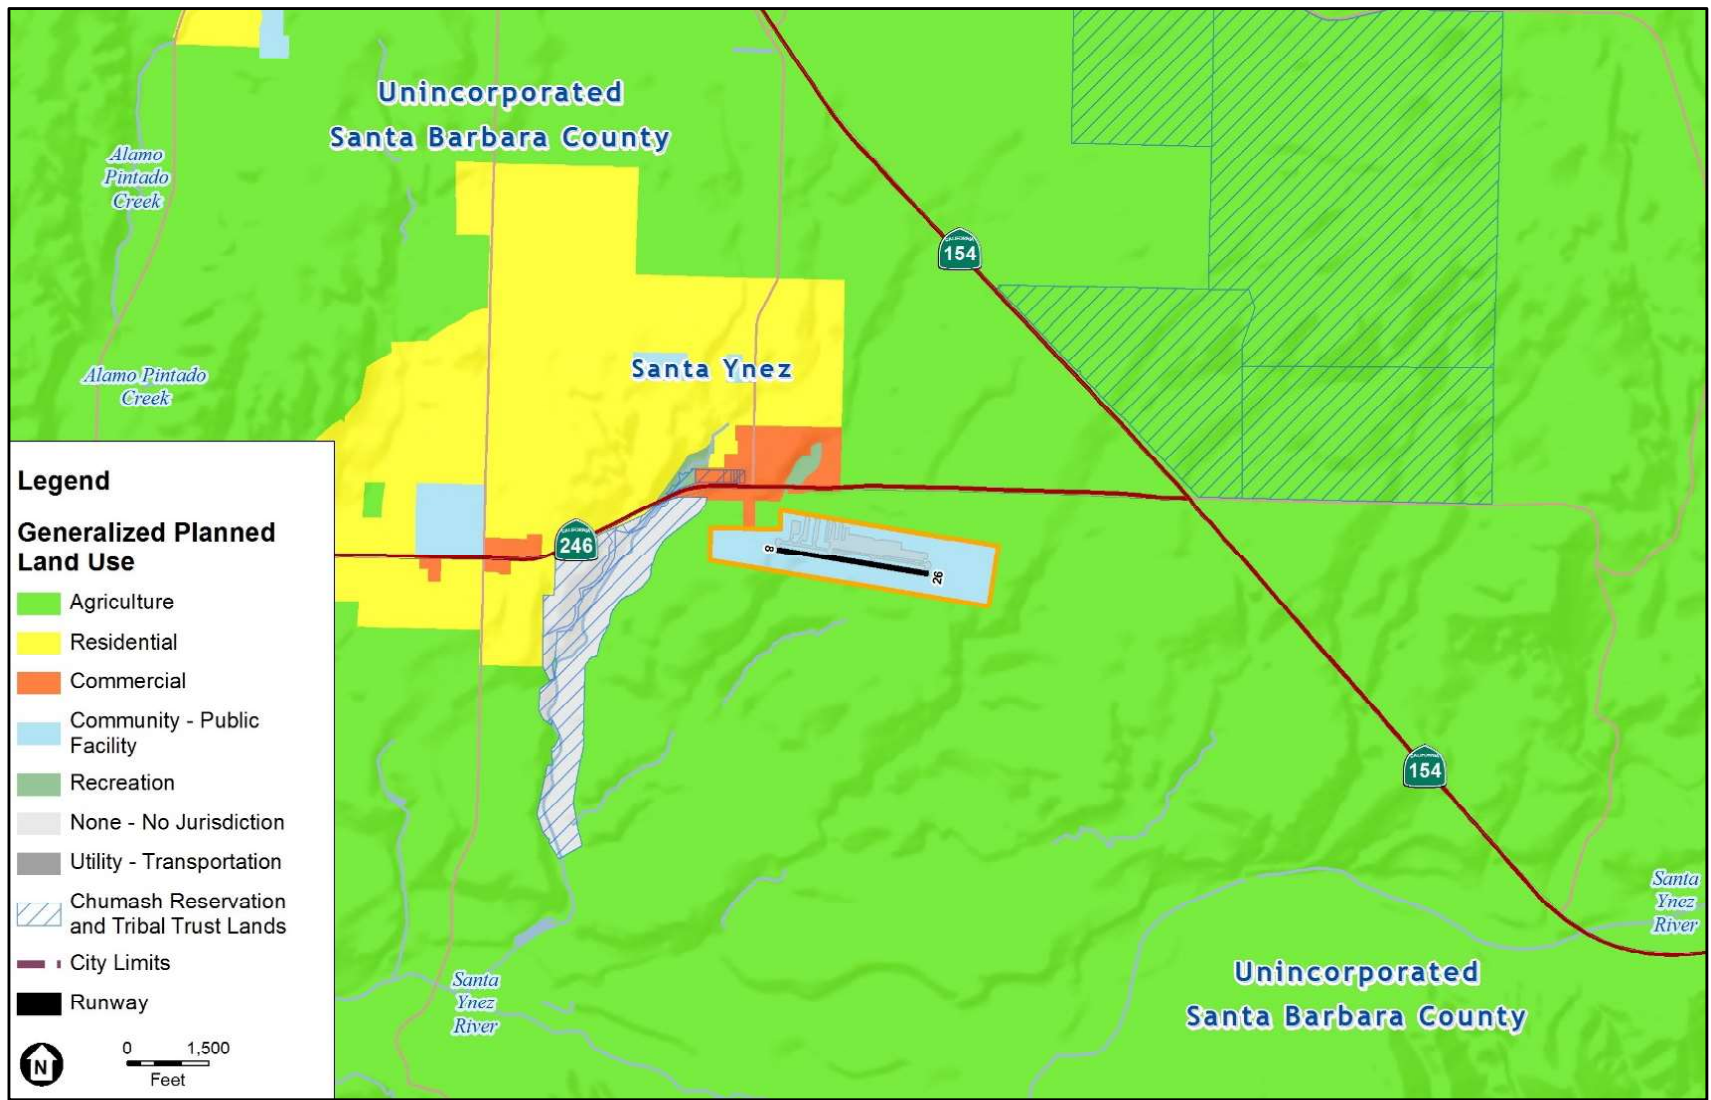 Unincorporated
Santa Barbara County
Alamo
Pintado
Creek
CALIFORNIA
154
Santa Ynez
Alamo Pintado
Creek
CALIFORNIA
246
8
26
CALIFORNIA
154
Santa
Ynez
River
Unincorporated
Santa Barbara County
Santa
Ynez
River
Legend
Generalized Planned
Land Use
Agriculture
Residential
Commercial
Community - Public
Facility
Recreation
None - No Jurisdiction
Utility - Transportation
Chumash Reservation
and Tribal Trust Lands
City Limits
Runway
N
0 1,500
Feet